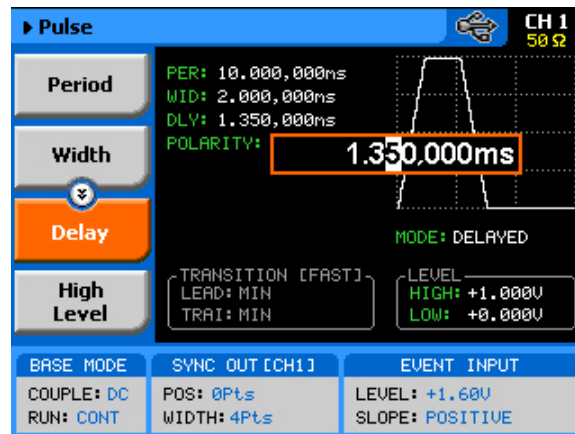 Pulse
CH 1
50 Ω
Period
Width
Delay
High
Level
PER: 10.000,000ms
WID: 2.000,000ms
DLY: 1.350,000ms
POLARITY:
1.350,000ms
MODE: DELAYED
TRANSITION [FAST]
LEAD: MIN
TRAI: MIN
LEVEL
HIGH: +1.000V
LOW: +0.000V
BASE MODE
COUPLE: DC
RUN: CONT
SYNC OUT [CH1]
POS: 0Pts
WIDTH: 4Pts
EVENT INPUT
LEVEL: +1.60V
SLOPE: POSITIVE